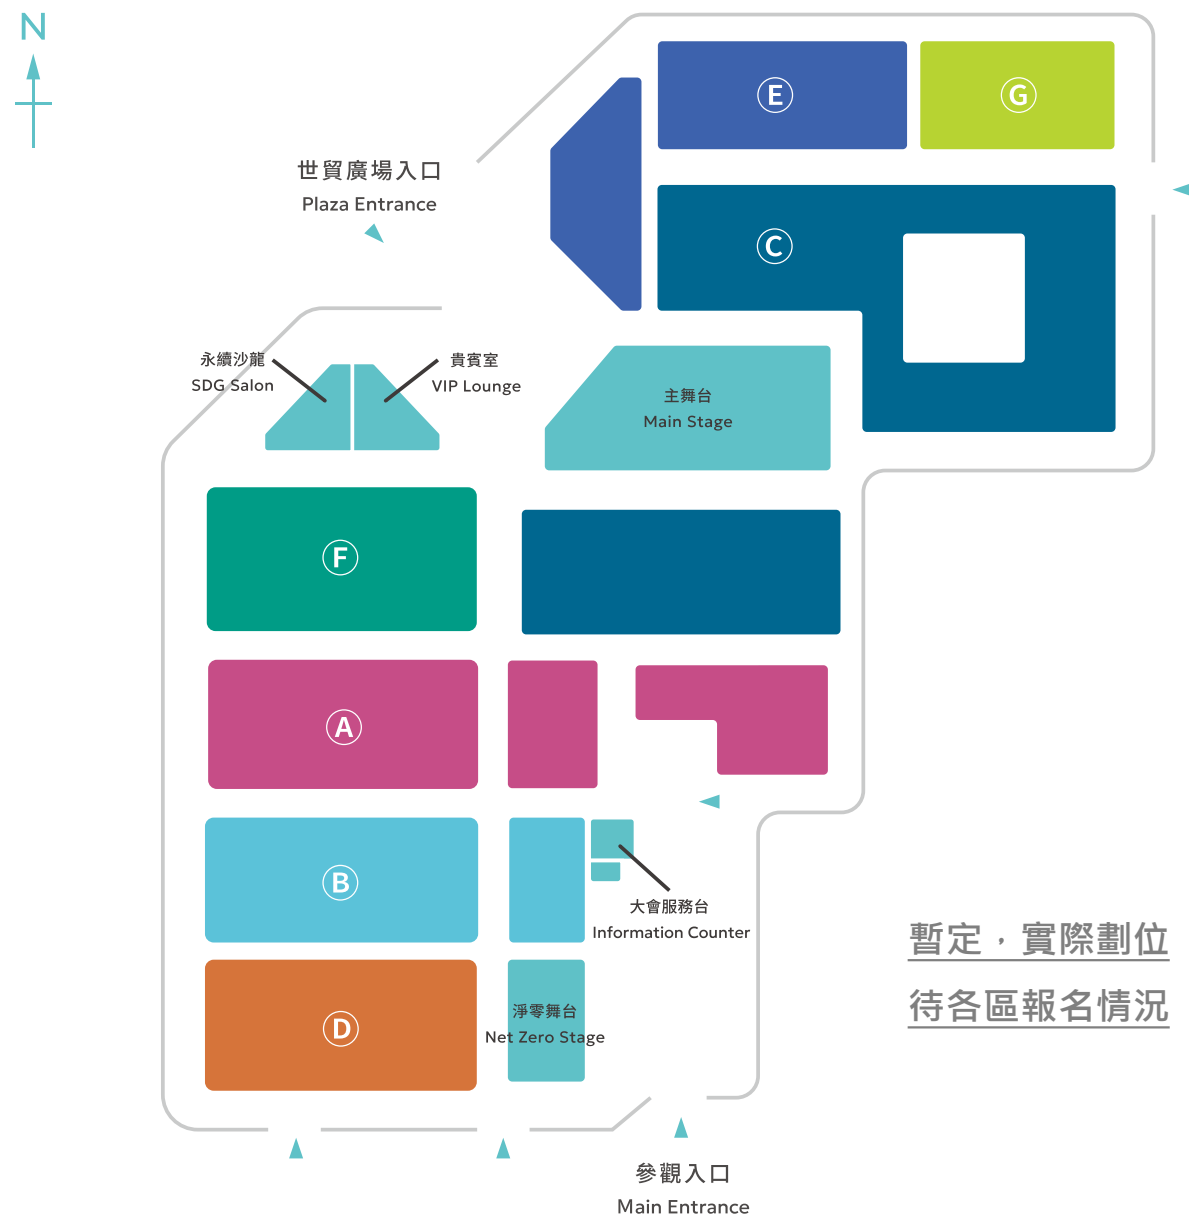 N
E
G
世貿廣場入口
Plaza Entrance
C
永續沙龍
SDG Salon
貴賓室
VIP Lounge
主舞台
Main Stage
F
A
B
大會服務台
Information Counter
暫定，實際劃位
待各區報名情況
D
淨零舞台
Net Zero Stage
參觀入口
Main Entrance